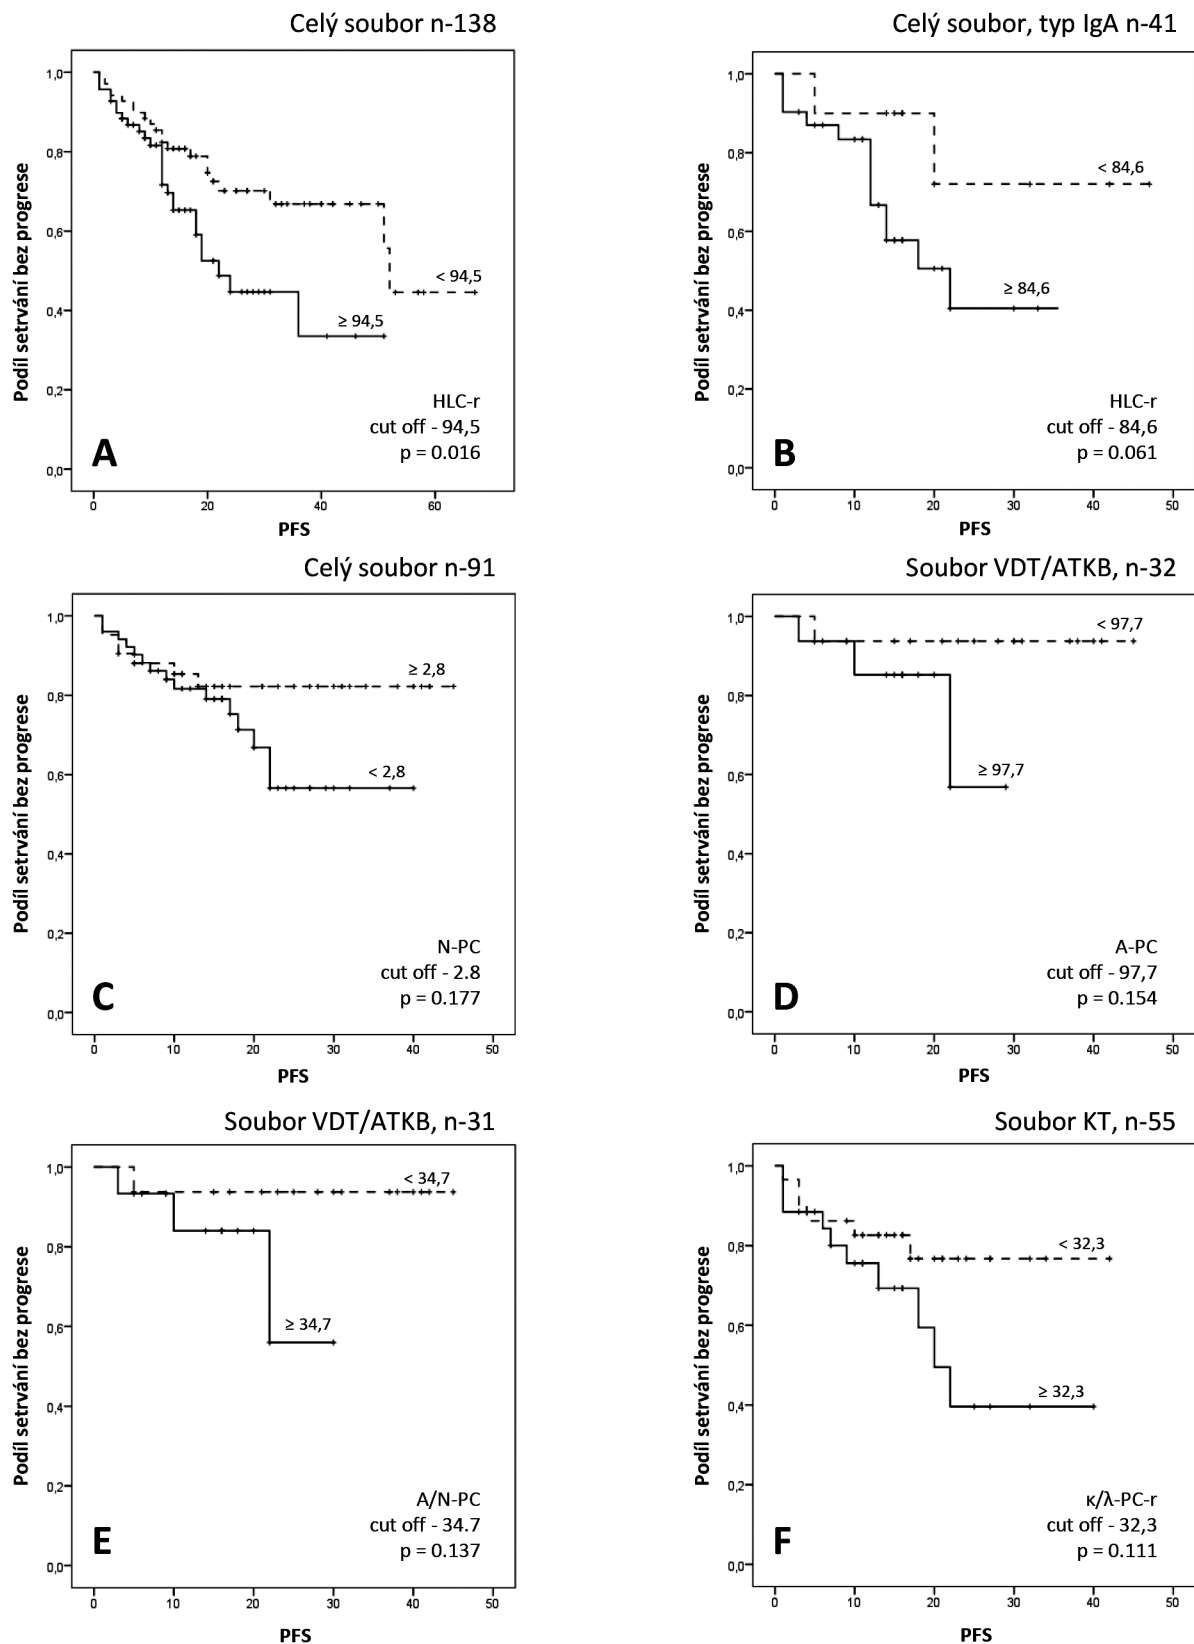 Celý soubor n-138
Podíl setrvání bez progrese
1,0
0,8
0,6
0,4
0,2
0,0
< 94,5
≥ 94,5
HLC-r
cut off - 94,5
p = 0.016
A
0 20 40 60
PFS
Celý soubor, typ IgA n-41
Podíl setrvání bez progrese
1,0
0,8
0,6
0,4
0,2
0,0
< 84,6
≥ 84,6
HLC-r
cut off - 84,6
p = 0.061
B
0 10 20 30 40 50
PFS
Celý soubor n-91
Podíl setrvání bez progrese
1,0
0,8
0,6
0,4
0,2
0,0
≥ 2,8
< 2,8
N-PC
cut off - 2.8
p = 0.177
C
0 10 20 30 40 50
PFS
Soubor VDT/ATKB, n-32
Podíl setrvání bez progrese
1,0
0,8
0,6
0,4
0,2
0,0
< 97,7
≥ 97,7
A-PC
cut off - 97,7
p = 0.154
D
0 10 20 30 40 50
PFS
Soubor VDT/ATKB, n-31
Podíl setrvání bez progrese
1,0
0,8
0,6
0,4
0,2
0,0
< 34,7
≥ 34,7
A/N-PC
cut off - 34.7
p = 0.137
E
0 10 20 30 40 50
PFS
Soubor KT, n-55
Podíl setrvání bez progrese
1,0
0,8
0,6
0,4
0,2
0,0
< 32,3
≥ 32,3
κ/λ-PC-r
cut off - 32,3
p = 0.111
F
0 10 20 30 40 50
PFS